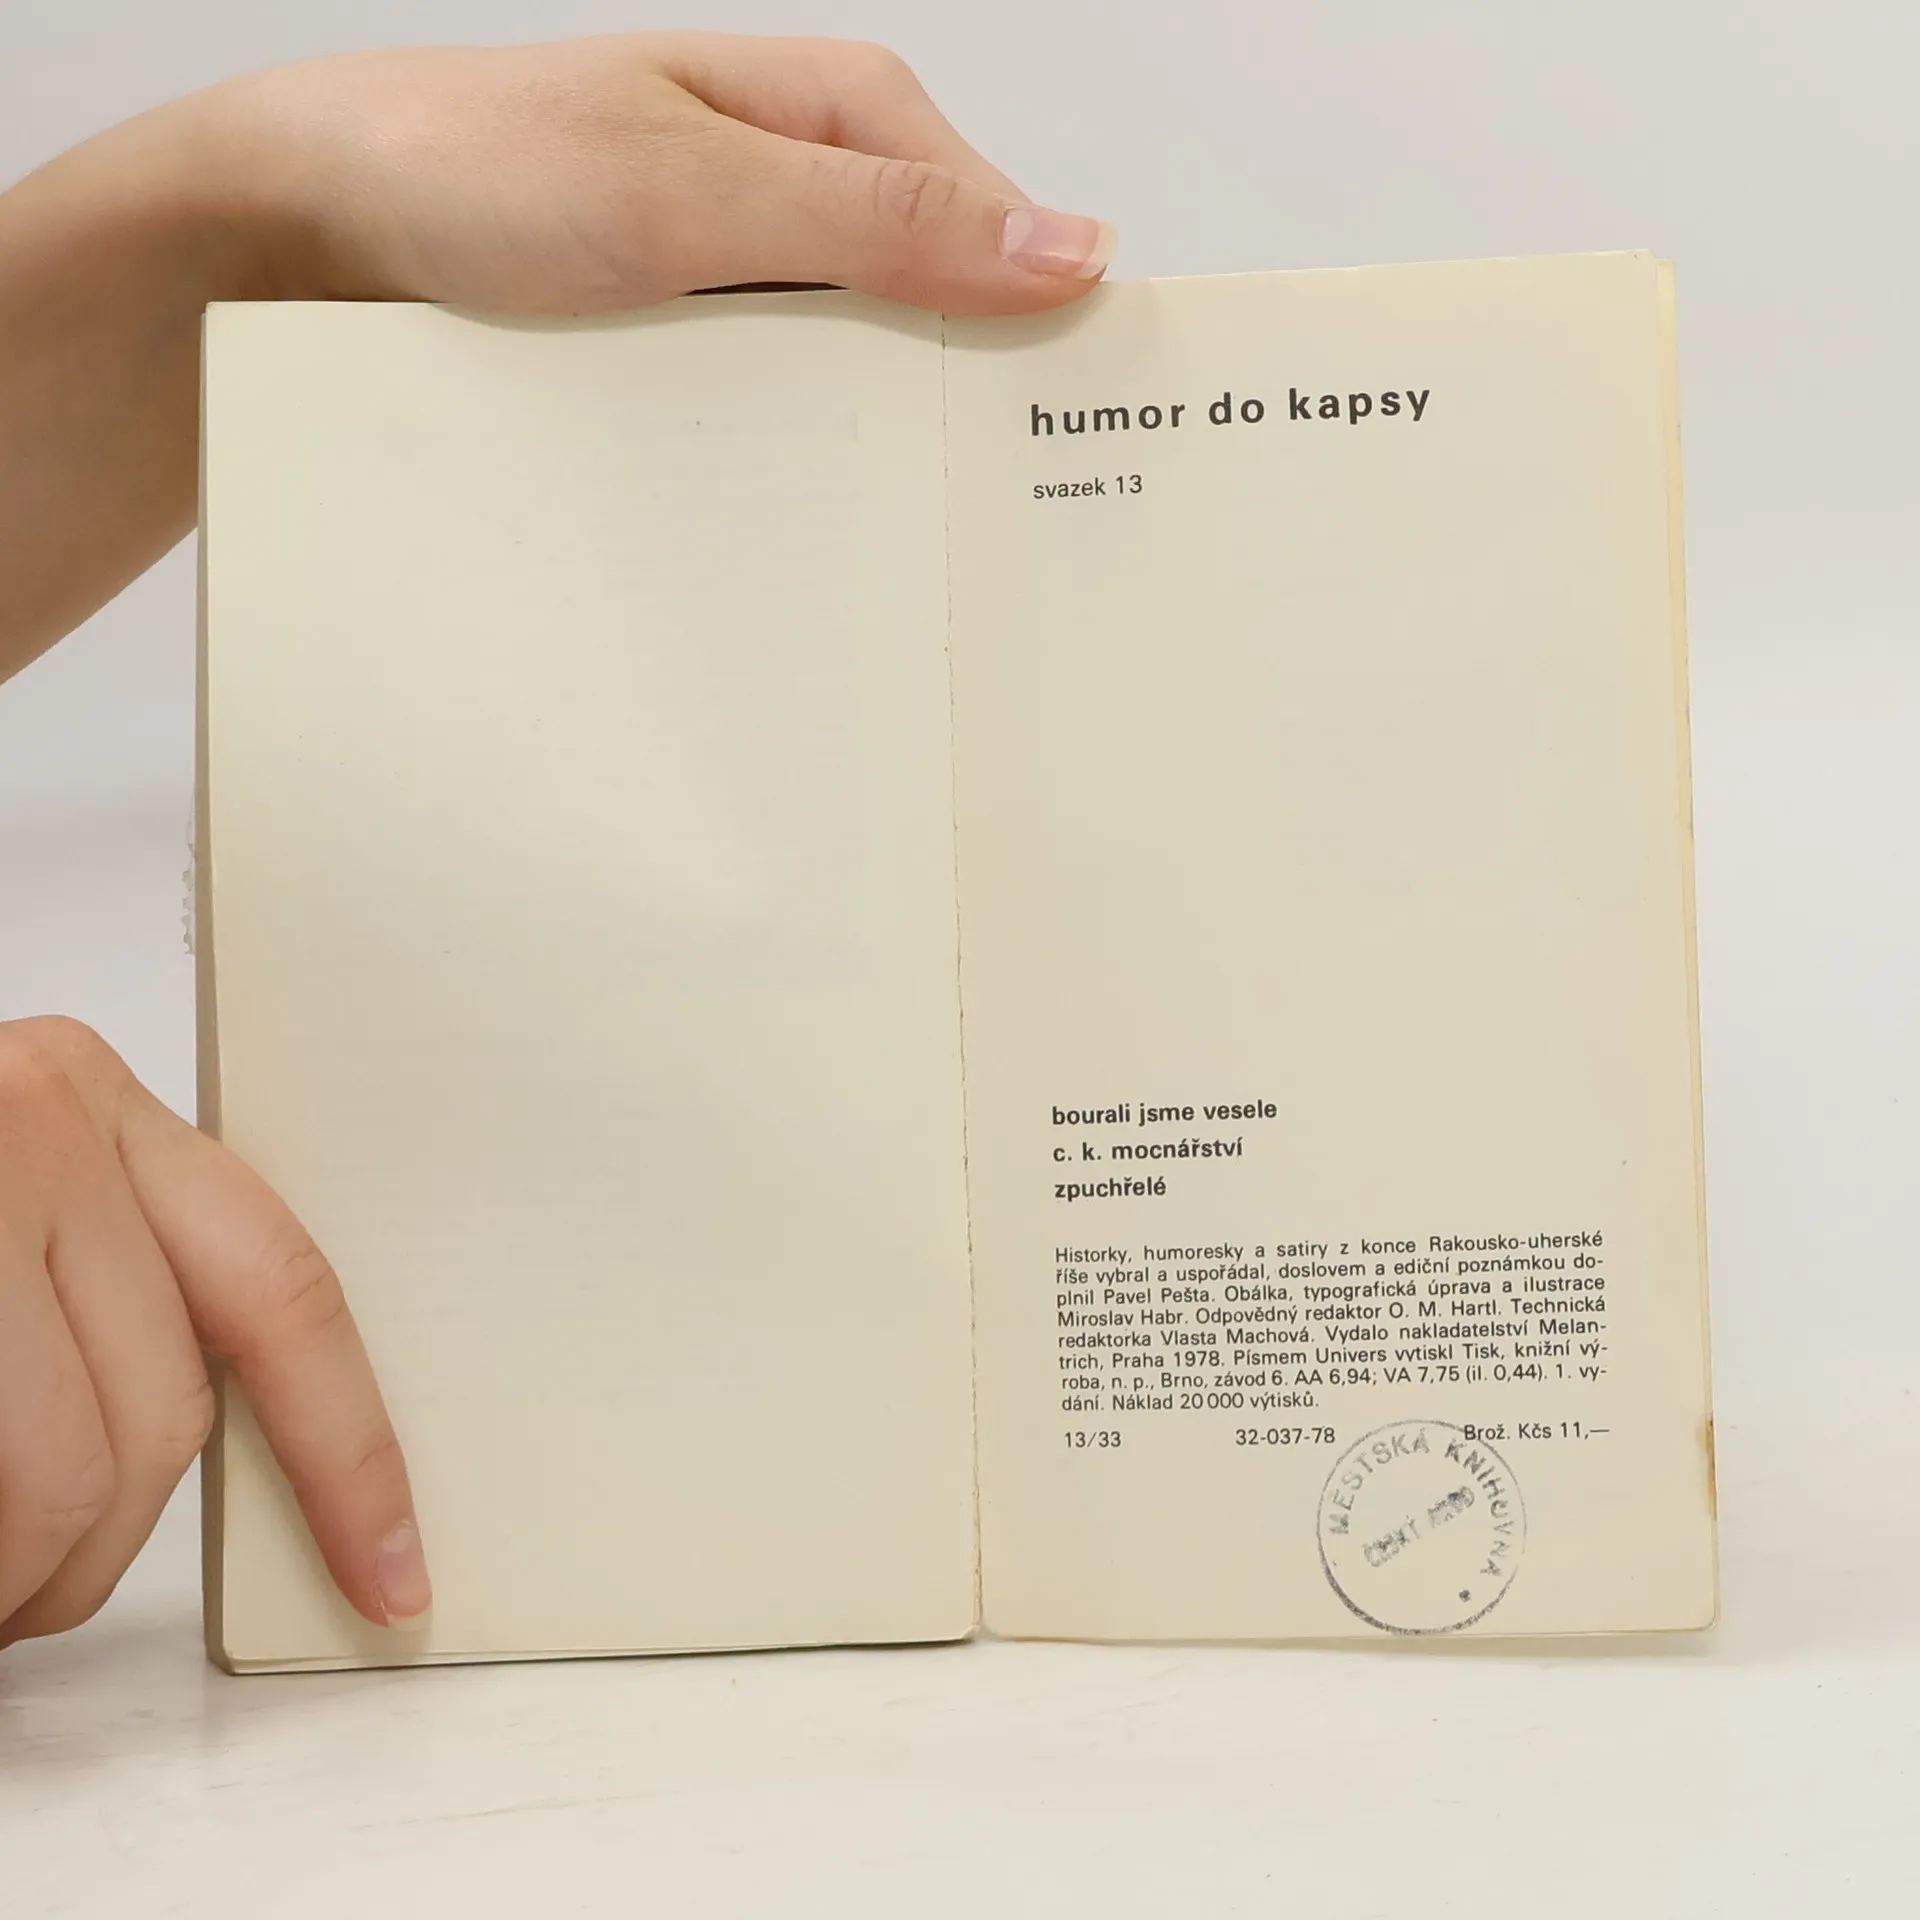 humor do kapsy
svazek 13
bourali jsme vesele
c. k. mocnářství
zpuchřelé
Historky, humoresky a satiry z konce Rakousko-uherské
říše vybral a uspořádal, doslovem a ediční poznámkou do-
plnil Pavel Pešta. Obálka, typografická úprava a ilustrace
Miroslav Habr. Odpovědný redaktor O. M. Hartl. Technická
redaktorka Vlasta Machová. Vydalo nakladatelství Melan-
trich, Praha 1978. Písmem Univers vytiskl Tisk, knižní vý-
roba, n. p., Brno, závod 6. AA 6,94; VA 7,75 (il. 0,44). 1. vy-
dání. Náklad 20 000 výtisků.
13/33 32-037-78 Brož. Kčs 11,—
MĚSTSKÁ KNIHOVNA
ČESKÝ